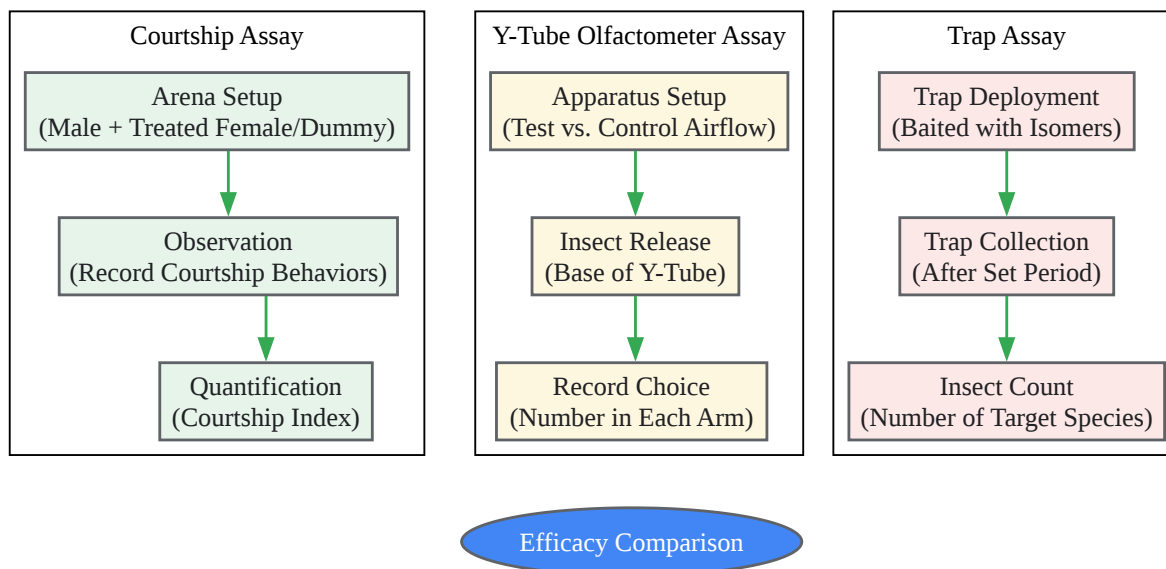 Courtship Assay
Arena Setup
(Male + Treated Female/Dummy)
Observation
(Record Courtship Behaviors)
Quantification
(Courtship Index)
Y-Tube Olfactometer Assay
Apparatus Setup
(Test vs. Control Airflow)
Insect Release
(Base of Y-Tube)
Record Choice
(Number in Each Arm)
Trap Assay
Trap Deployment
(Baited with Isomers)
Trap Collection
(After Set Period)
Insect Count
(Number of Target Species)
Efficacy Comparison